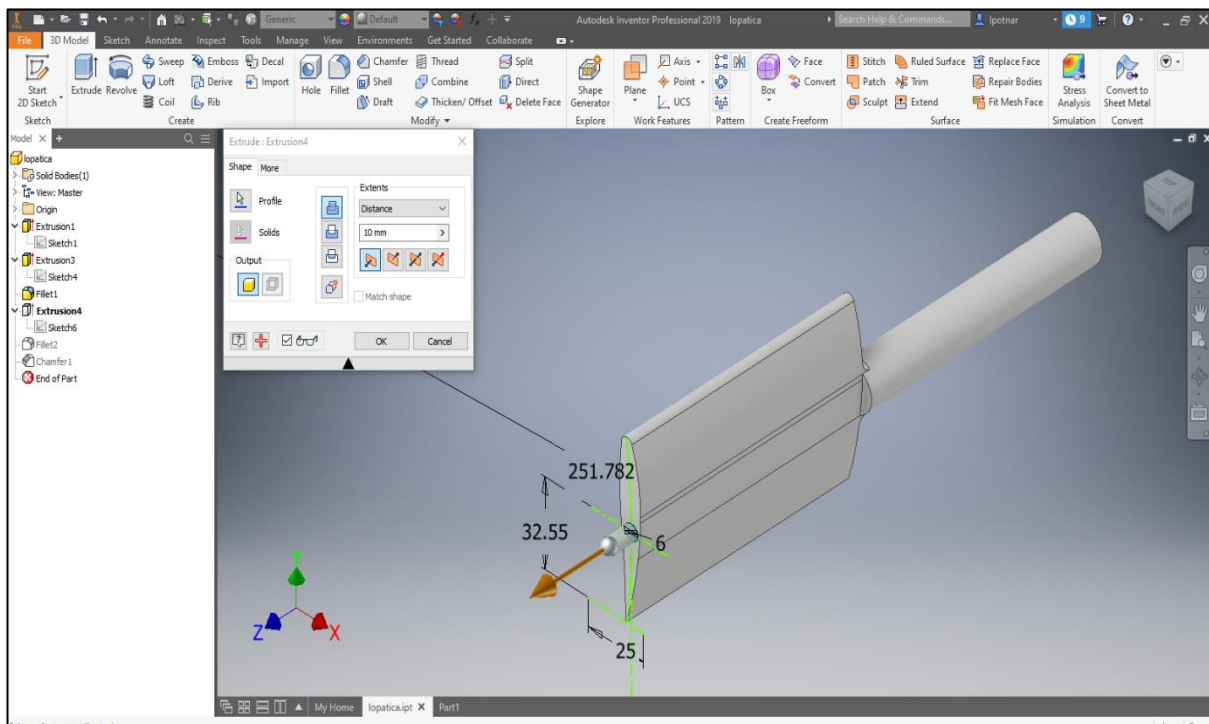 PRO
Generic
Default
Autodesk Inventor Professional 2019 lopatica
Search Help & Commands...
lpotnar
9
File 3D Model Sketch Annotate Inspect Tools Manage View Environments Get Started Collaborate
Start 2D Sketch
Extrude Revolve
Sweep Emboss Decal
Loft Derive Import
Coil Rib
Hole Fillet
Chamfer Thread Split
Shell Combine Direct
Draft Thicken/ Offset Delete Face
Shape Generator
Plane
Axis
Point
UCS
Box
Face
Convert
Stitch Ruled Surface Replace Face
Patch Trim Repair Bodies
Sculpt Extend Fit Mesh Face
Stress Analysis
Convert to Sheet Metal
Sketch Create Modify Explore Work Features Pattern Create Freeform Surface Simulation Convert
Model
lopatica
Solid Bodies(1)
View: Master
Origin
Extrusion1
Sketch1
Extrusion3
Sketch4
Fillet1
Extrusion4
Sketch6
Fillet2
Chamfer1
End of Part
Extrude : Extrusion4
Shape More
Profile
Solids
Output
Extents
Distance
10 mm
Match shape
OK Cancel
TOP
FRONT RIGHT
251.782
32.55
6
25
Y
Z
X
My Home lopatica.ipt Part1